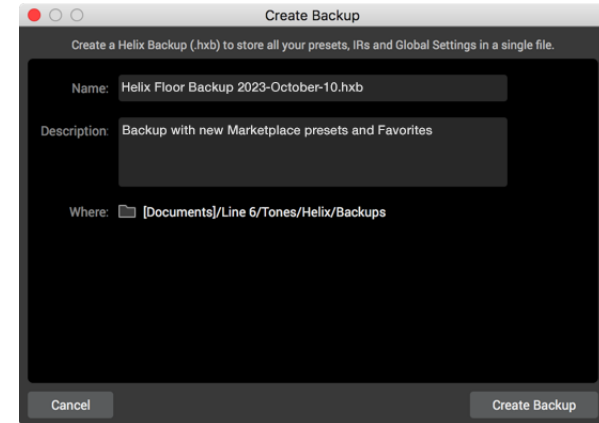 Create Backup
Create a Helix Backup (.hxb) to store all your presets, IRs and Global Settings in a single file.
Name: Helix Floor Backup 2023-October-10.hxb
Description: Backup with new Marketplace presets and Favorites
Where: [Documents]/Line 6/Tones/Helix/Backups
Cancel Create Backup